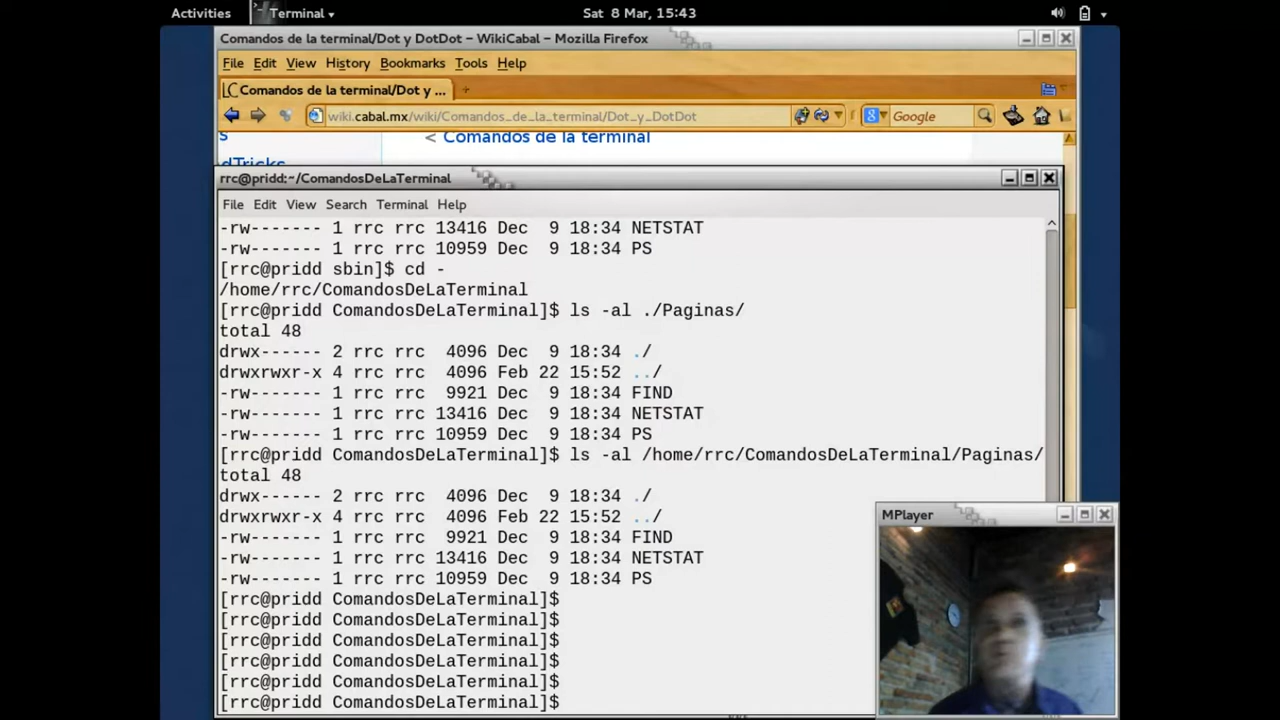 Activities Terminal Sat 8 Mar, 15:43
Comandos de la terminal/Dot y DotDot - WikiCabal - Mozilla Firefox
File Edit View History Bookmarks Tools Help
Comandos de la terminal/Dot y ...
wiki.cabal.mx/wiki/Comandos_de_la_terminal/Dot_y_DotDot Google
< Comandos de la terminal
dTricks
rrc@pridd:~/ComandosDeLaTerminal
File Edit View Search Terminal Help
-rw------- 1 rrc rrc 13416 Dec  9 18:34 NETSTAT
-rw------- 1 rrc rrc 10959 Dec  9 18:34 PS
[rrc@pridd sbin]$ cd -
/home/rrc/ComandosDeLaTerminal
[rrc@pridd ComandosDeLaTerminal]$ ls -al ./Paginas/
total 48
drwx------ 2 rrc rrc  4096 Dec  9 18:34 ./
drwxrwxr-x 4 rrc rrc  4096 Feb 22 15:52 ../
-rw------- 1 rrc rrc  9921 Dec  9 18:34 FIND
-rw------- 1 rrc rrc 13416 Dec  9 18:34 NETSTAT
-rw------- 1 rrc rrc 10959 Dec  9 18:34 PS
[rrc@pridd ComandosDeLaTerminal]$ ls -al /home/rrc/ComandosDeLaTerminal/Paginas/
total 48
drwx------ 2 rrc rrc  4096 Dec  9 18:34 ./
drwxrwxr-x 4 rrc rrc  4096 Feb 22 15:52 ../
-rw------- 1 rrc rrc  9921 Dec  9 18:34 FIND
-rw------- 1 rrc rrc 13416 Dec  9 18:34 NETSTAT
-rw------- 1 rrc rrc 10959 Dec  9 18:34 PS
[rrc@pridd ComandosDeLaTerminal]$
[rrc@pridd ComandosDeLaTerminal]$
[rrc@pridd ComandosDeLaTerminal]$
[rrc@pridd ComandosDeLaTerminal]$
[rrc@pridd ComandosDeLaTerminal]$
[rrc@pridd ComandosDeLaTerminal]$
MPlayer